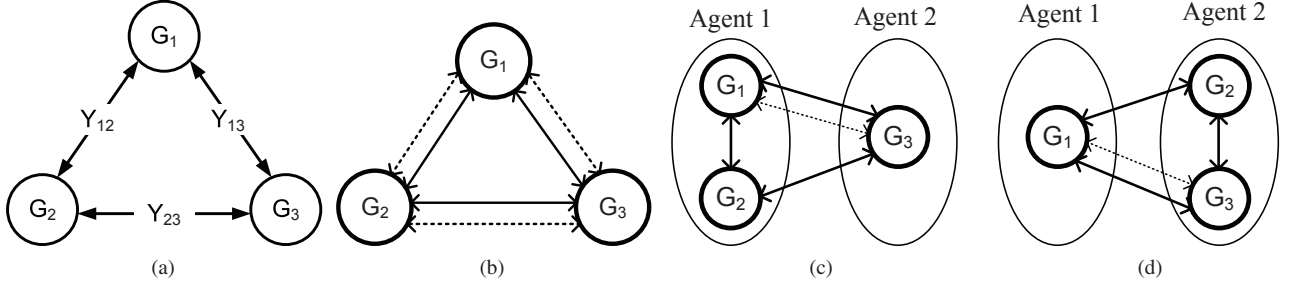 G1
Y12
Y13
G2
Y23
G3
(a)
G1
G2
G3
(b)
Agent 1
Agent 2
G1
G3
G2
(c)
Agent 1
Agent 2
G2
G1
G3
(d)